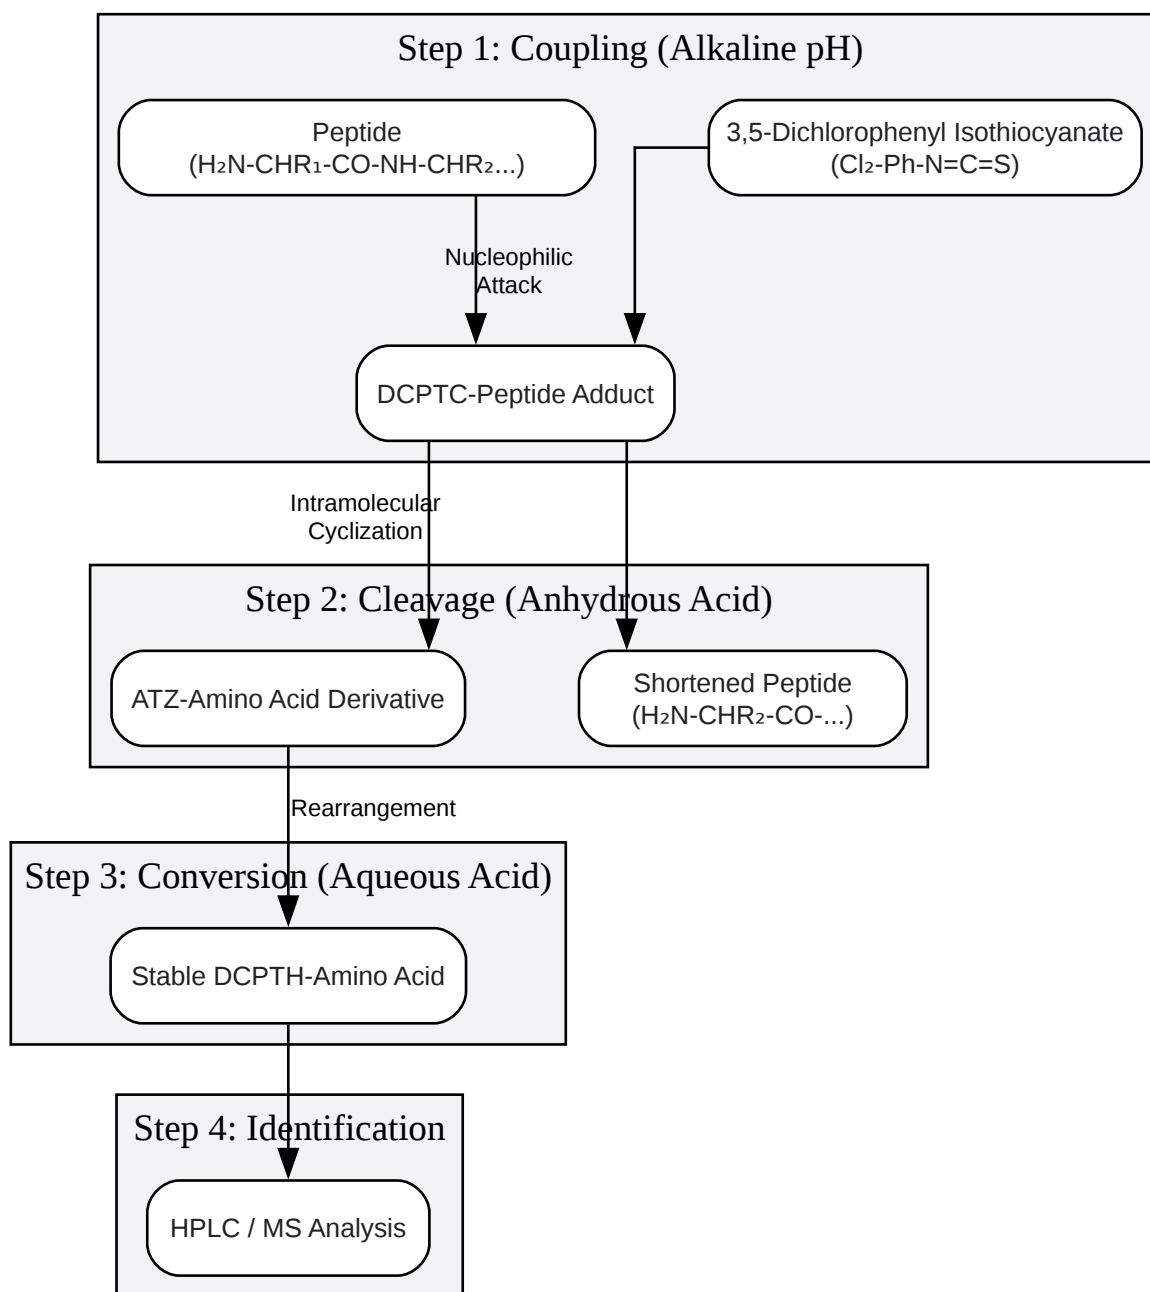 Step 1: Coupling (Alkaline pH)
Peptide
(H₂N-CHR₁-CO-NH-CHR₂...)
3,5-Dichlorophenyl Isothiocyanate
(Cl₂-Ph-N=C=S)
Nucleophilic
Attack
DCPTC-Peptide Adduct
Intramolecular
Cyclization
Step 2: Cleavage (Anhydrous Acid)
ATZ-Amino Acid Derivative
Shortened Peptide
(H₂N-CHR₂-CO-...)
Rearrangement
Step 3: Conversion (Aqueous Acid)
Stable DCPTH-Amino Acid
Step 4: Identification
HPLC / MS Analysis